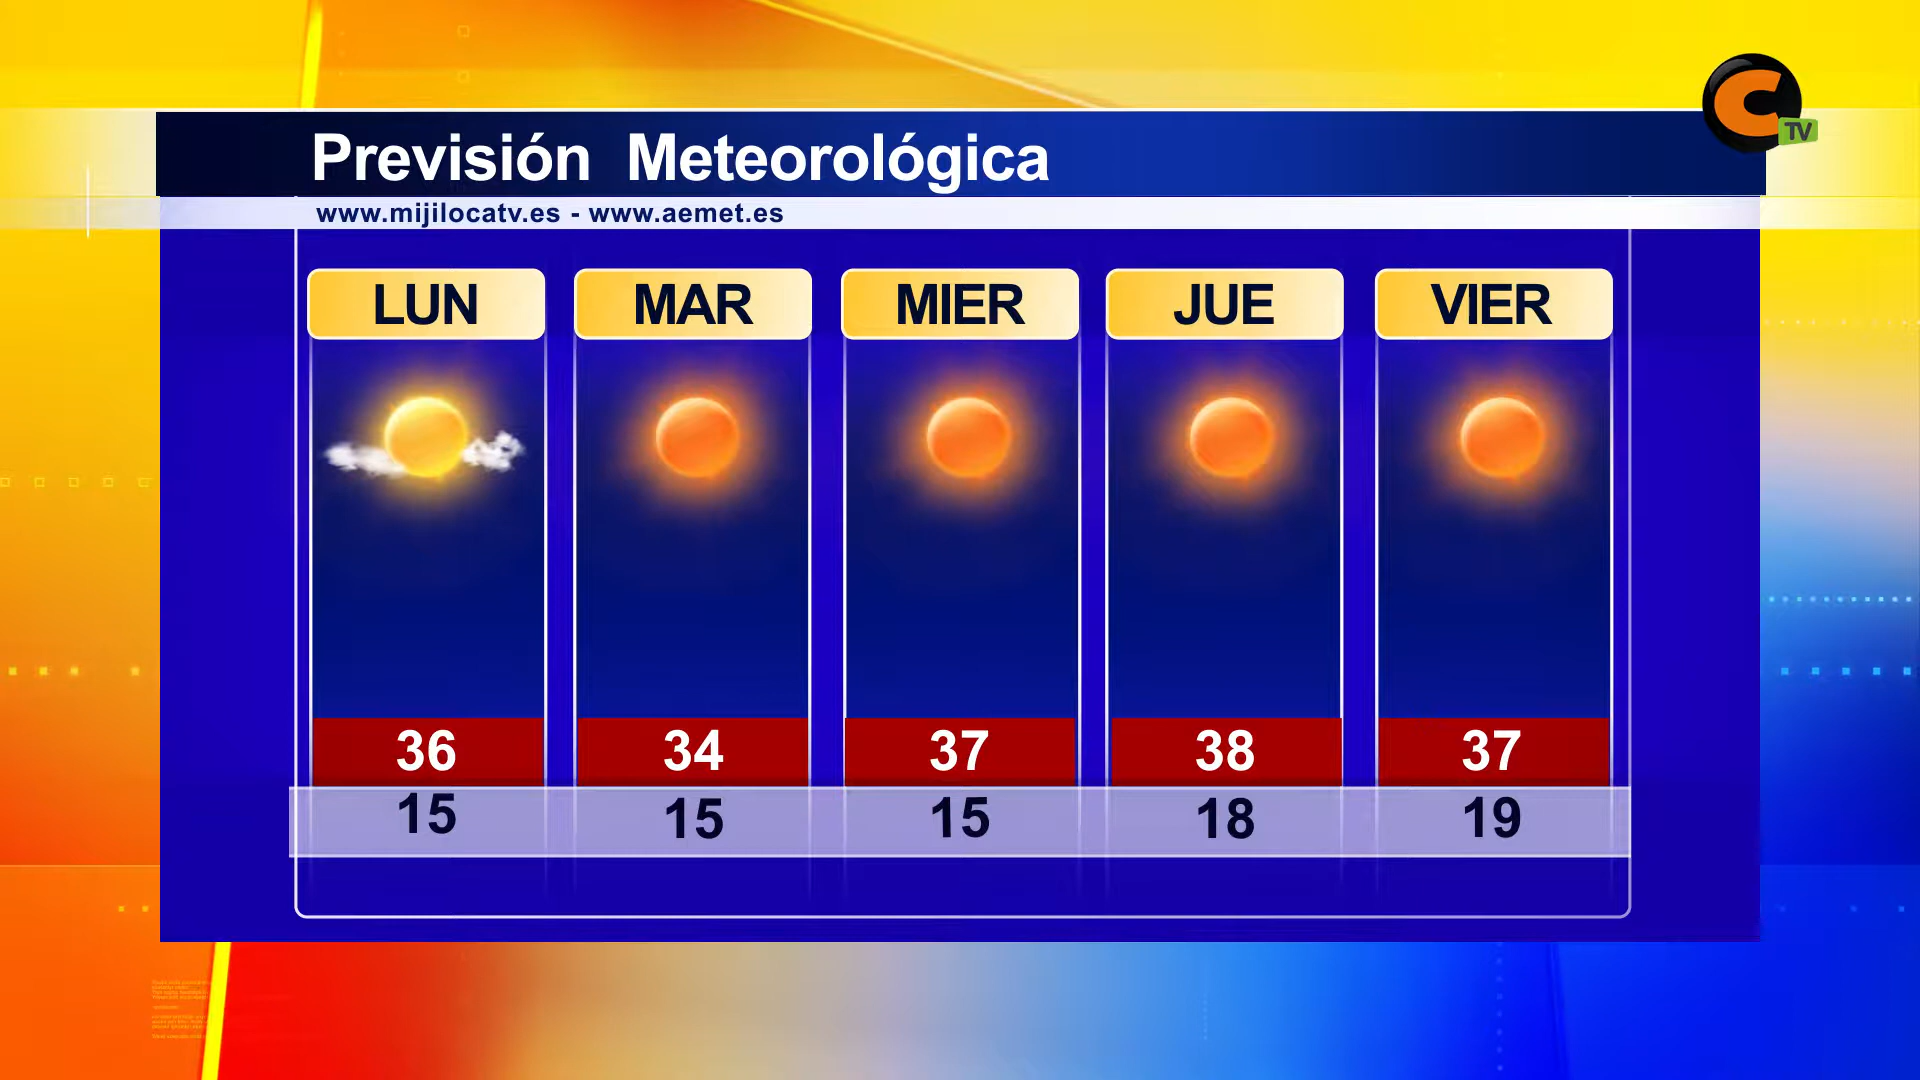 C
TV
Previsión Meteorológica
www.mijilocatv.es - www.aemet.es
LUN MAR MIER JUE VIER
36 34 37 38 37
15 15 15 18 19